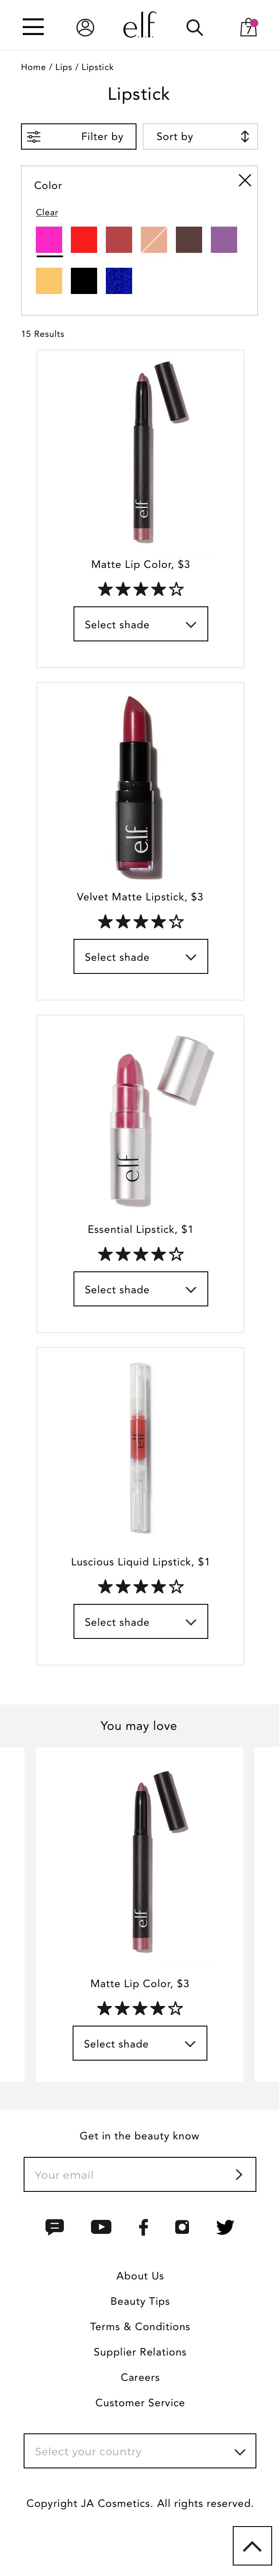 e.l.f.
7
Home / Lips / Lipstick
Lipstick
Filter by
Sort by
Color
Clear
15 Results
elf
Matte Lip Color, $3
Select shade
e.l.f.
Velvet Matte Lipstick, $3
Select shade
elf
Essential Lipstick, $1
Select shade
elf
Luscious Liquid Lipstick, $1
Select shade
You may love
elf
Matte Lip Color, $3
Select shade
Get in the beauty know
Your email
About Us
Beauty Tips
Terms & Conditions
Supplier Relations
Careers
Customer Service
Select your country
Copyright JA Cosmetics. All rights reserved.